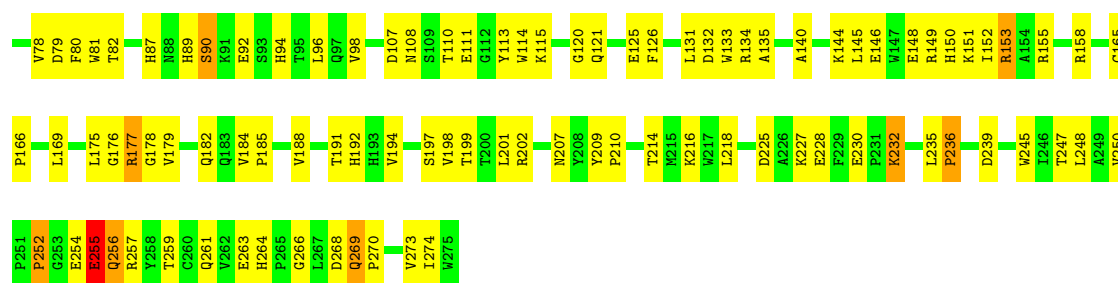 V78 D79 F80 W81 T82 H87 N88 H89 S90 K91 E92 S93 H94 T95 L96 Q97 V98 D107 N108 S109 T110 E111 G112 Y113 W114 K115 G120 Q121 E125 F126 L131 D132 W133 R134 A135 A140 K144 L145 E146 W147 E148 R149 H150 K151 I152 R153 A154 R155 R158 C165
P166 L169 L175 G176 R177 G178 V179 Q182 Q183 V184 P185 V188 T191 H192 H193 V194 S197 V198 T199 T200 L201 R202 N207 Y208 Y209 P210 T214 M215 K216 W217 L218 D225 A226 K227 E228 F229 E230 P231 K232 L235 P236 D239 W245 I246 T247 L248 A249
P251 P252 G253 E254 E255 Q256 R257 Y258 T259 C260 Q261 V262 E263 H264 P265 G266 L267 D268 Q269 P270 V273 I274 W275